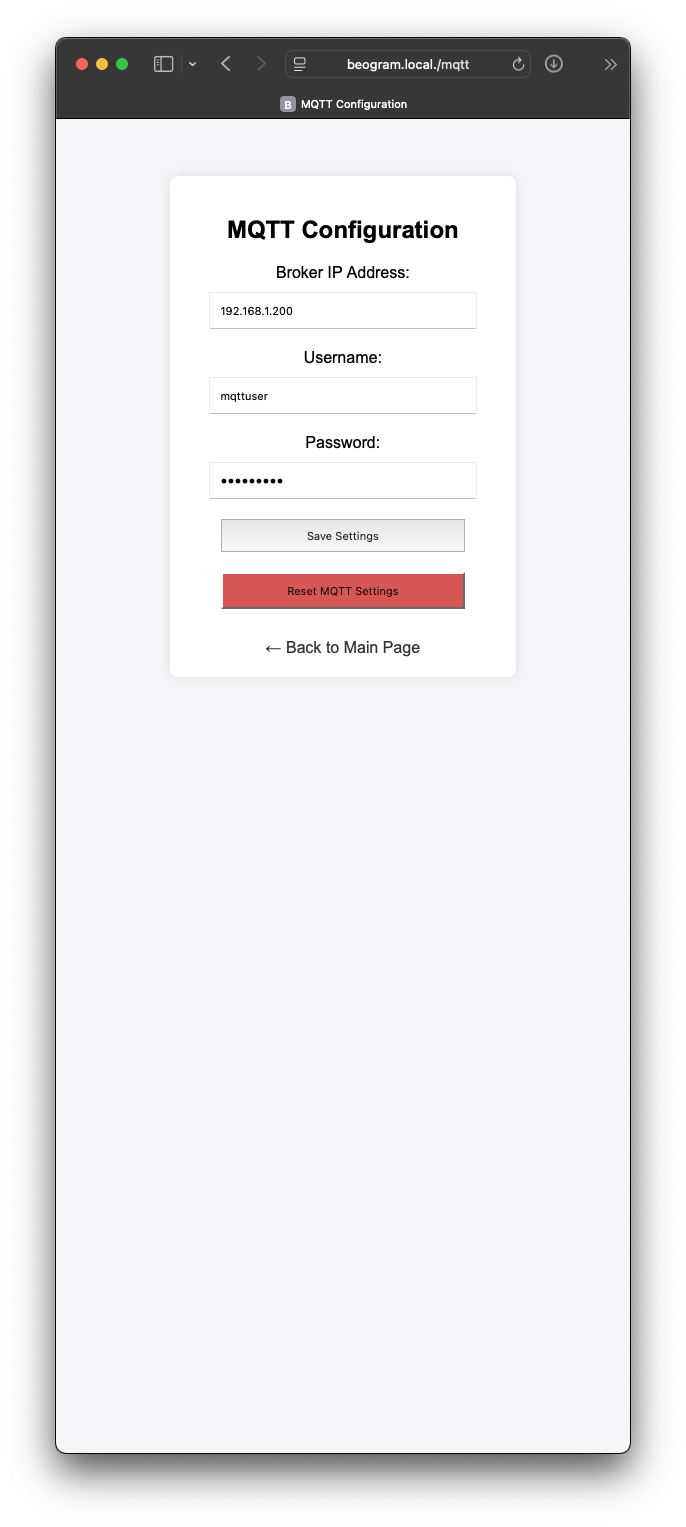 beogram.local./mqtt
B MQTT Configuration
MQTT Configuration
Broker IP Address:
192.168.1.200
Username:
mqttuser
Password:
•••••••••
Save Settings
Reset MQTT Settings
← Back to Main Page